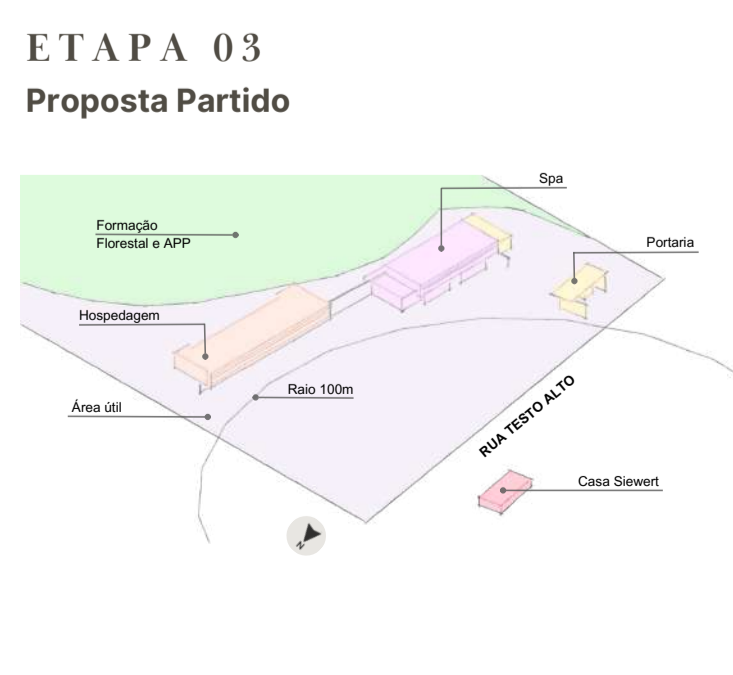 ETAPA 03
Proposta Partido
Spa
Formação
Florestal e APP
Portaria
Hospedagem
Raio 100m
Área útil
RUA TESTO ALTO
Casa Siewert
N